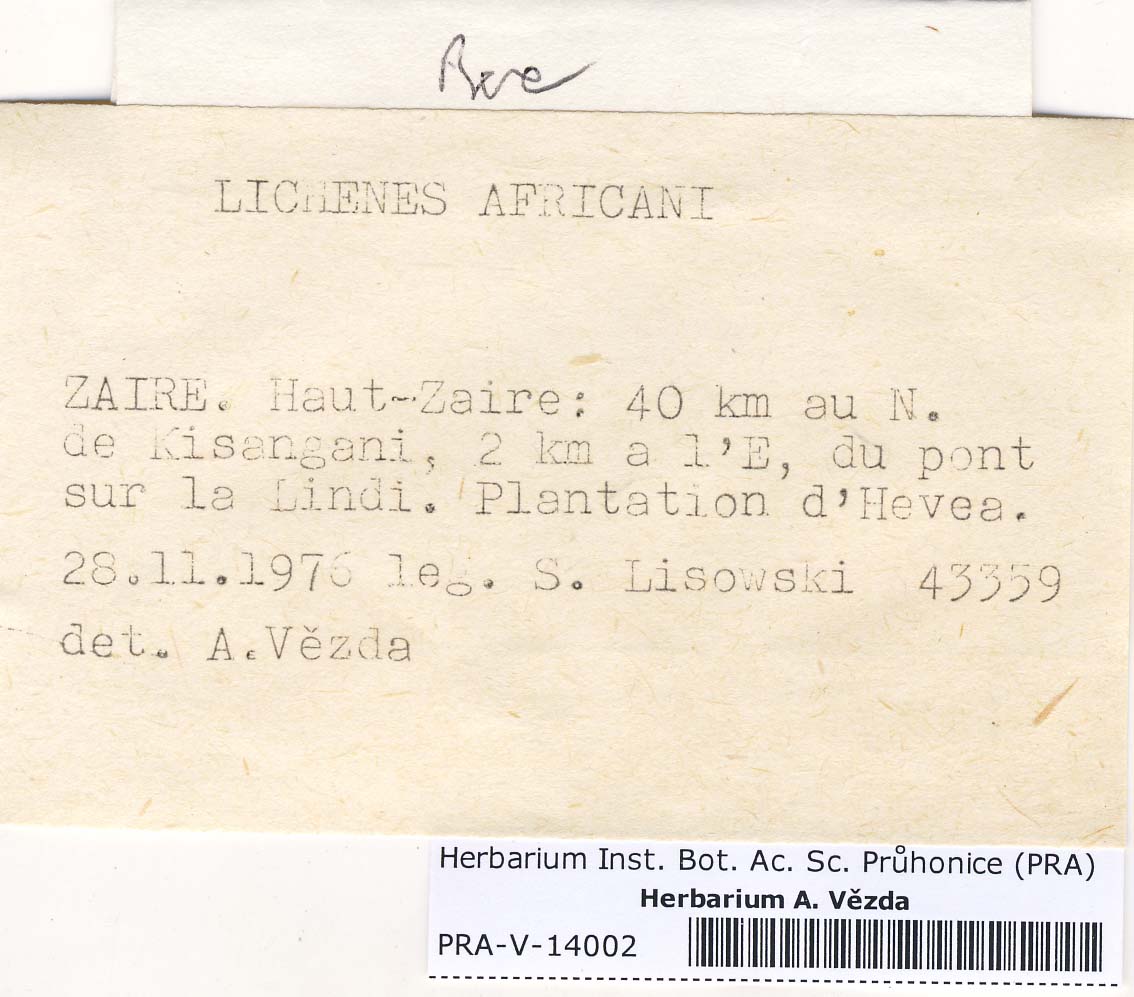 LICHENES AFRICANI
ZAIRE. Haut-Zaire: 40 km au N.
de Kisangani, 2 km a l'E, du pont
sur la Lindi. Plantation d'Hevea.
28.11.1976 leg. S. Lisowski 43359
det. A.Vězda
Herbarium Inst. Bot. Ac. Sc. Průhonice (PRA)
Herbarium A. Vězda
PRA-V-14002